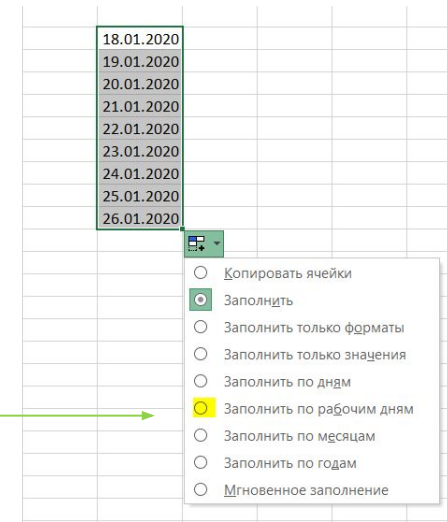 18.01.2020
19.01.2020
20.01.2020
21.01.2020
22.01.2020
23.01.2020
24.01.2020
25.01.2020
26.01.2020
Копировать ячейки
Заполнить
Заполнить только форматы
Заполнить только значения
Заполнить по дням
Заполнить по рабочим дням
Заполнить по месяцам
Заполнить по годам
Мгновенное заполнение